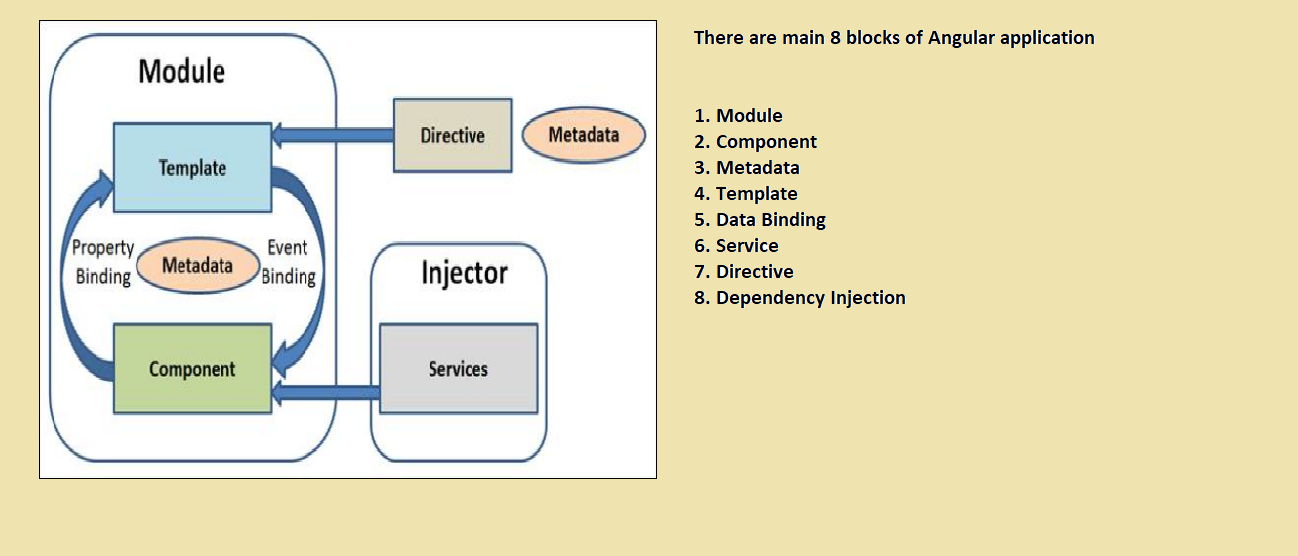 Module
Template
Directive
Metadata
Property
Binding
Metadata
Event
Binding
Injector
Component
Services
There are main 8 blocks of Angular application
1. Module
2. Component
3. Metadata
4. Template
5. Data Binding
6. Service
7. Directive
8. Dependency Injection